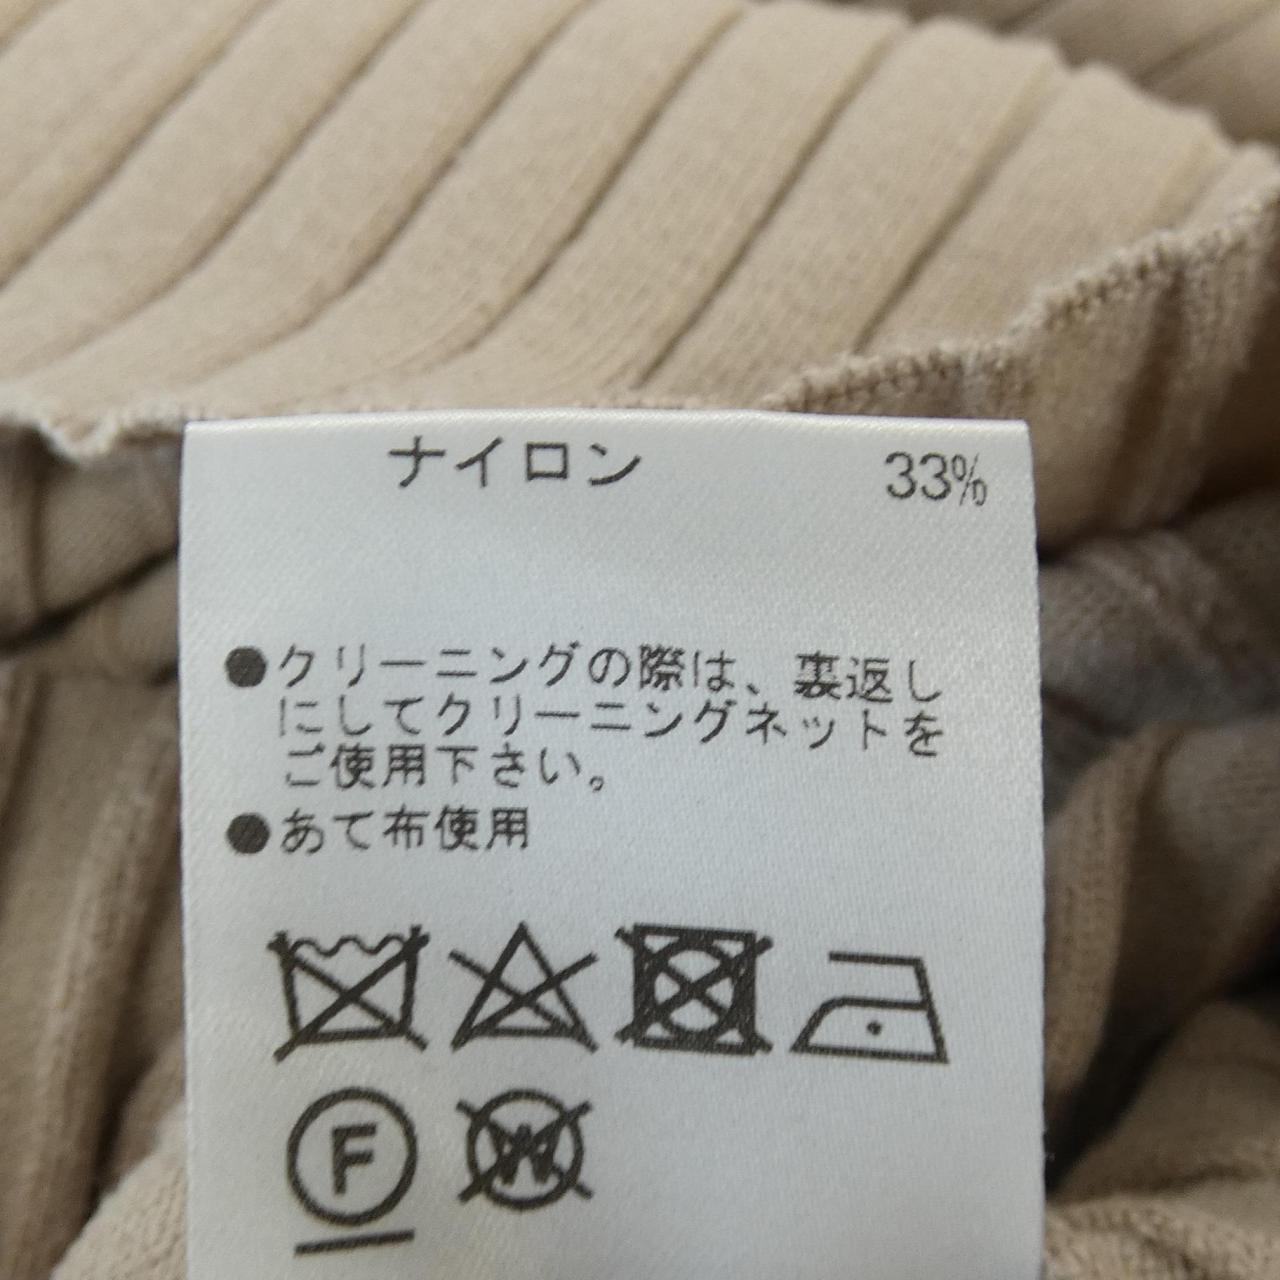 ナイロン 33%
●クリーニングの際は、裏返し
にしてクリーニングネットを
ご使用下さい。
●あて布使用
F W